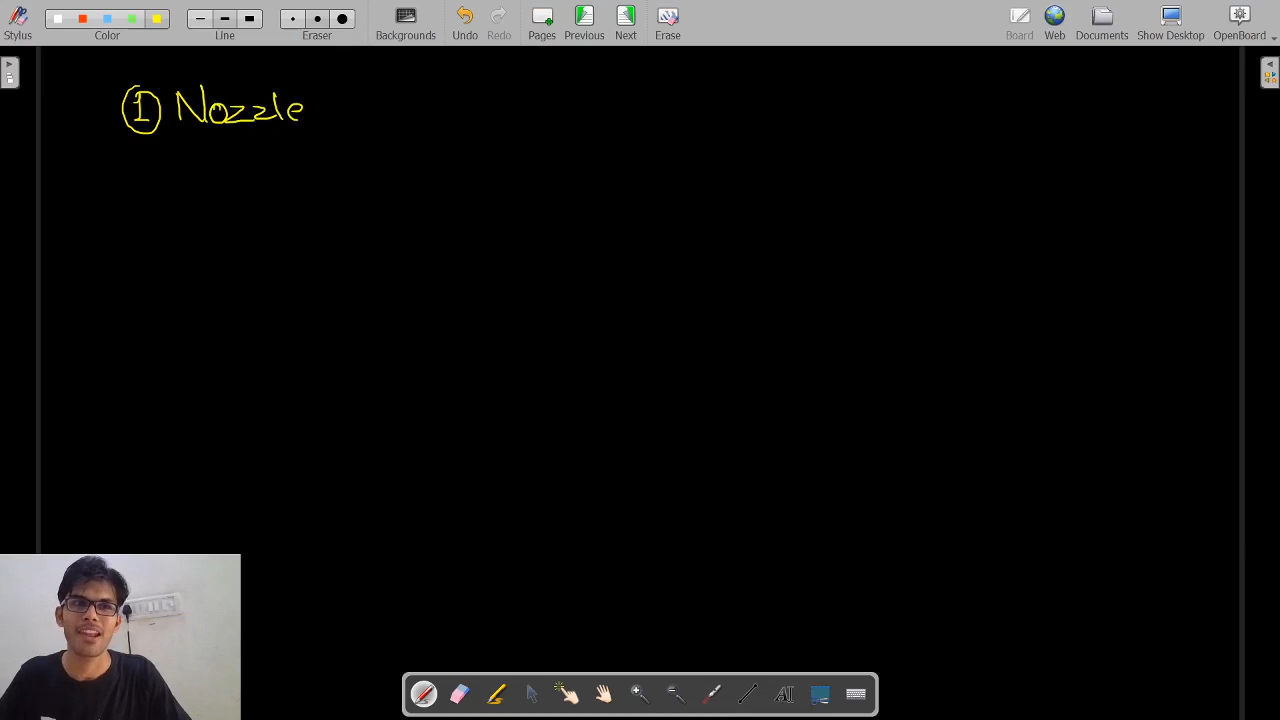 Stylus Color Line Eraser Backgrounds Undo Redo Pages Previous Next Erase Board Web Documents Show Desktop OpenBoard
① Nozzle
AI